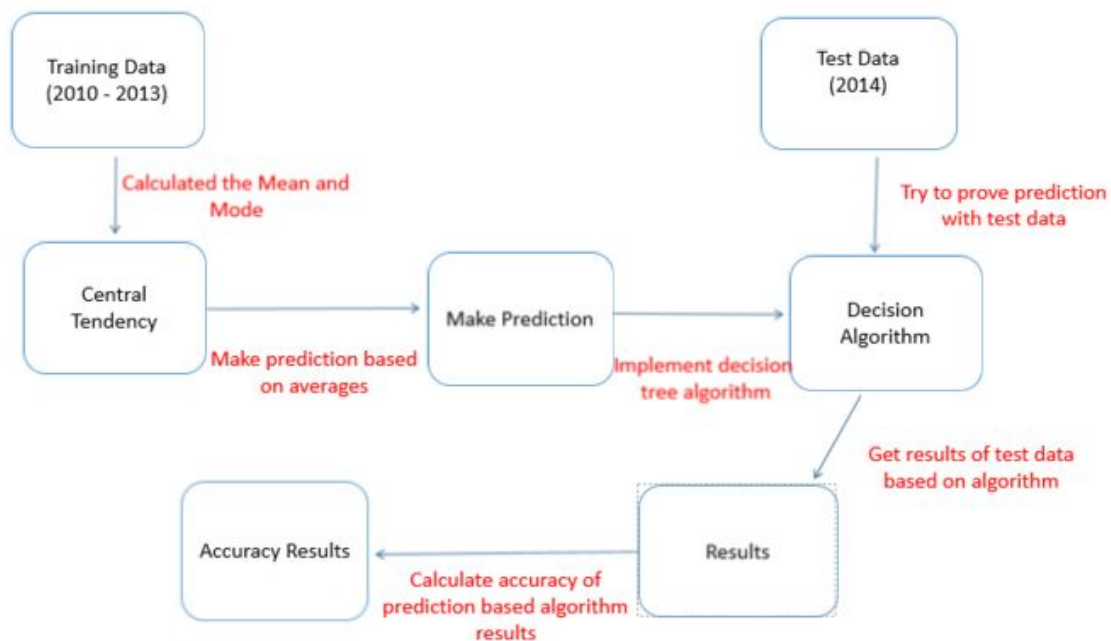 Training Data
(2010 - 2013)
Test Data
(2014)
Calculated the Mean and
Mode
Try to prove prediction
with test data
Central
Tendency
Make Prediction
Decision
Algorithm
Make prediction based
on averages
Implement decision
tree algorithm
Get results of test data
based on algorithm
Accuracy Results
Results
Calculate accuracy of
prediction based algorithm
results